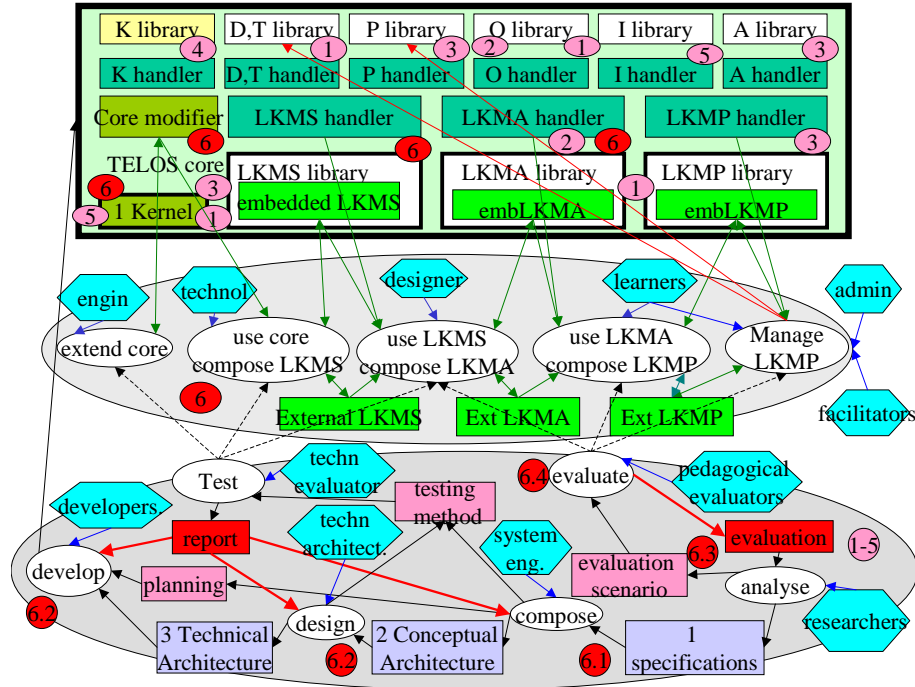 K library
D,T library
P library
O library
I library
A library
4
1
3
2
1
5
3
K handler
D,T handler
P handler
O handler
I handler
A handler
Core modifier
LKMS handler
LKMA handler
LKMP handler
6
6
2
6
3
TELOS core
LKMS library
LKMA library
LKMP library
6
3
1
embedded LKMS
embLKMA
embLKMP
5
1 Kernel
1
engin
technol
designer
learners
admin
extend core
use core
compose LKMS
use LKMS
compose LKMA
use LKMA
compose LKMP
Manage
LKMP
6
External LKMS
Ext LKMA
Ext LKMP
facilitators
Test
techn
evaluator
testing
method
6.4
evaluate
pedagogical
evaluators
developers.
report
techn
architect.
system
eng.
6.3
evaluation
1-5
develop
planning
evaluation
scenario
analyse
6.2
design
compose
researchers
3 Technical
Architecture
6.2
2 Conceptual
Architecture
6.1
1
specifications